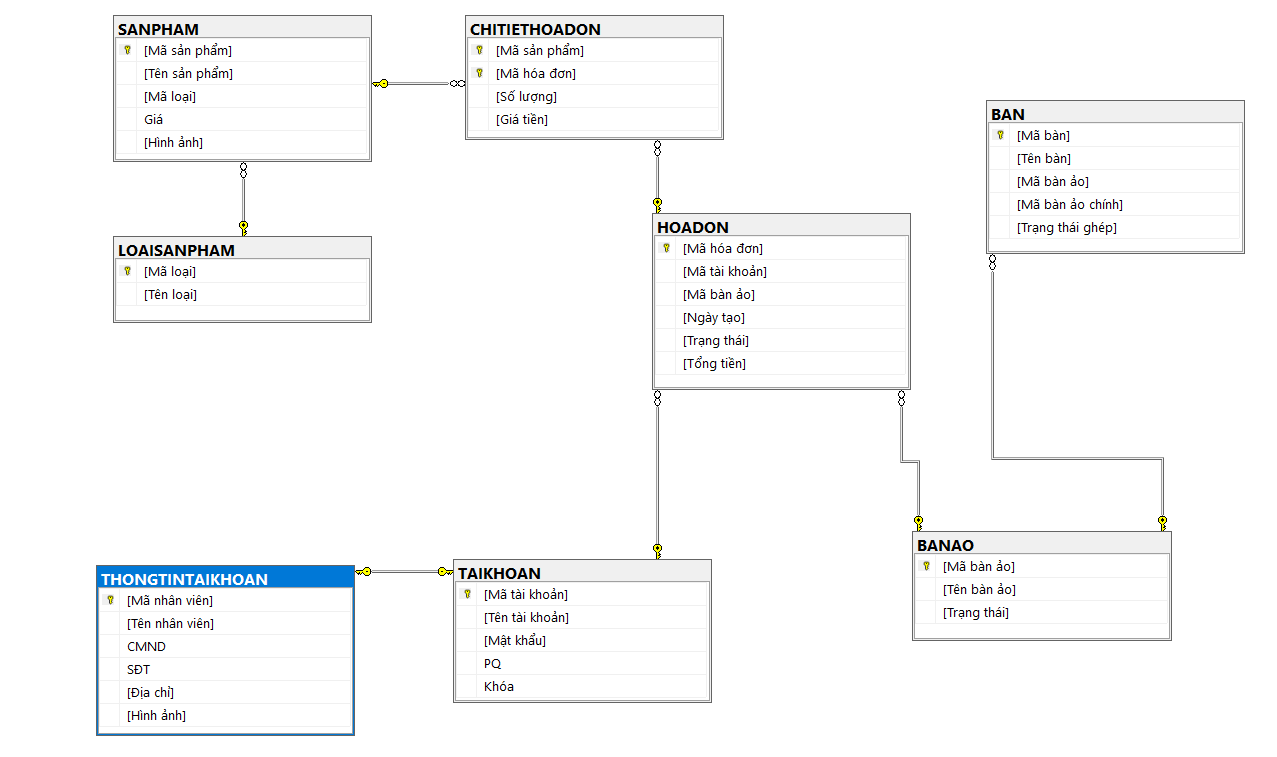 SANPHAM
[Mã sản phẩm]
[Tên sản phẩm]
[Mã loại]
Giá
[Hình ảnh]
CHITIETHOADON
[Mã sản phẩm]
[Mã hóa đơn]
[Số lượng]
[Giá tiền]
BAN
[Mã bàn]
[Tên bàn]
[Mã bàn ảo]
[Mã bàn ảo chính]
[Trạng thái ghép]
LOAISANPHAM
[Mã loại]
[Tên loại]
HOADON
[Mã hóa đơn]
[Mã tài khoản]
[Mã bàn ảo]
[Ngày tạo]
[Trạng thái]
[Tổng tiền]
THONGTINTAIKHOAN
[Mã nhân viên]
[Tên nhân viên]
CMND
SĐT
[Địa chỉ]
[Hình ảnh]
TAIKHOAN
[Mã tài khoản]
[Tên tài khoản]
[Mật khẩu]
PQ
Khóa
BANAO
[Mã bàn ảo]
[Tên bàn ảo]
[Trạng thái]